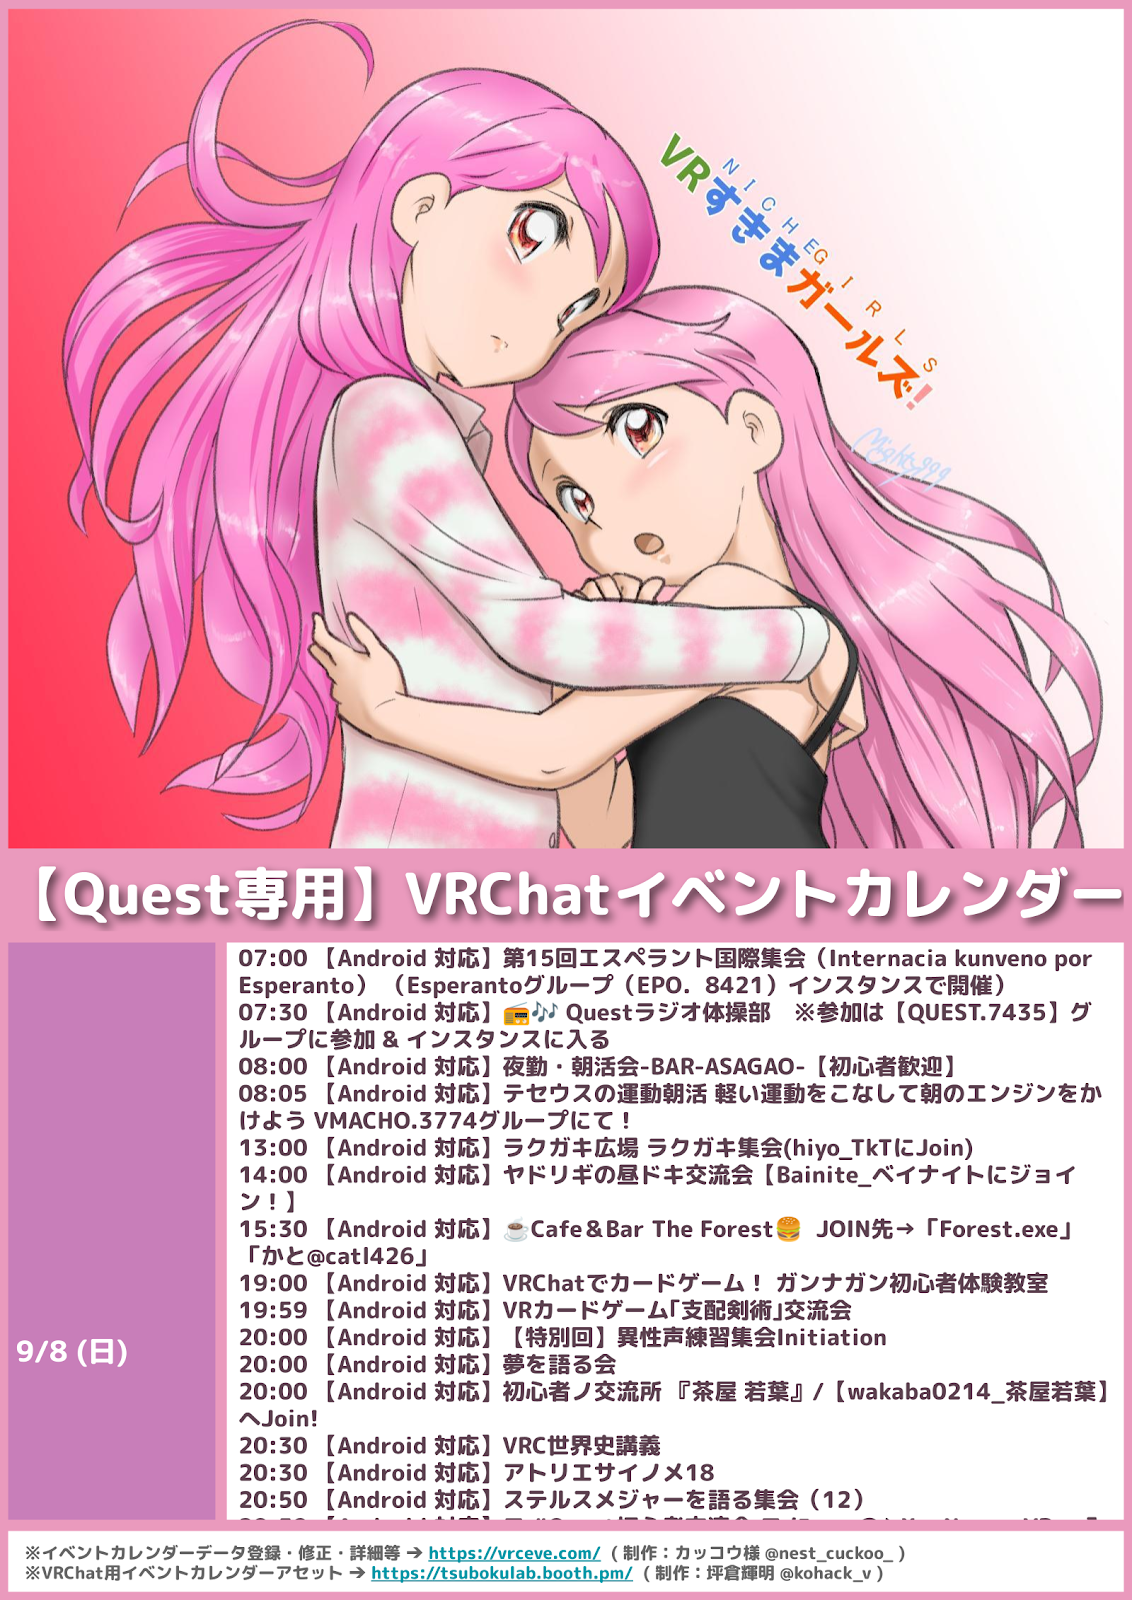 NICHE GIRLS
VRすきまガールズ!
Mighty999
【Quest専用】VRChatイベントカレンダー
9/8 (日)
07:00 【Android 対応】第15回エスペラント国際集会（Internacia kunveno por
Esperanto） （Esperantoグループ（EPO．8421）インスタンスで開催）
07:30 【Android 対応】📻🎶 Questラジオ体操部　※参加は【QUEST.7435】グ
ループに参加 & インスタンスに入る
08:00 【Android 対応】夜勤・朝活会-BAR-ASAGAO-【初心者歓迎】
08:05 【Android 対応】テセウスの運動朝活 軽い運動をこなして朝のエンジンをか
けよう VMACHO.3774グループにて！
13:00 【Android 対応】ラクガキ広場 ラクガキ集会(hiyo_TkTにJoin)
14:00 【Android 対応】ヤドリギの昼ドキ交流会【Bainite_ベイナイトにジョイ
ン！】
15:30 【Android 対応】☕Cafe＆Bar The Forest🍔 JOIN先→「Forest.exe」
「かと@catl426」
19:00 【Android 対応】VRChatでカードゲーム！ ガンナガン初心者体験教室
19:59 【Android 対応】VRカードゲーム｢支配剣術｣交流会
20:00 【Android 対応】【特別回】異性声練習集会Initiation
20:00 【Android 対応】夢を語る会
20:00 【Android 対応】初心者ノ交流所 『茶屋 若葉』/【wakaba0214_茶屋若葉】
へJoin!
20:30 【Android 対応】VRC世界史講義
20:30 【Android 対応】アトリエサイノメ18
20:50 【Android 対応】ステルスメジャーを語る集会（12）
※イベントカレンダーデータ登録・修正・詳細等 ➔ https://vrceve.com/ ( 制作：カッコウ様 @nest_cuckoo_ )
※VRChat用イベントカレンダーアセット ➔ https://tsubokulab.booth.pm/ ( 制作：坪倉輝明 @kohack_v )